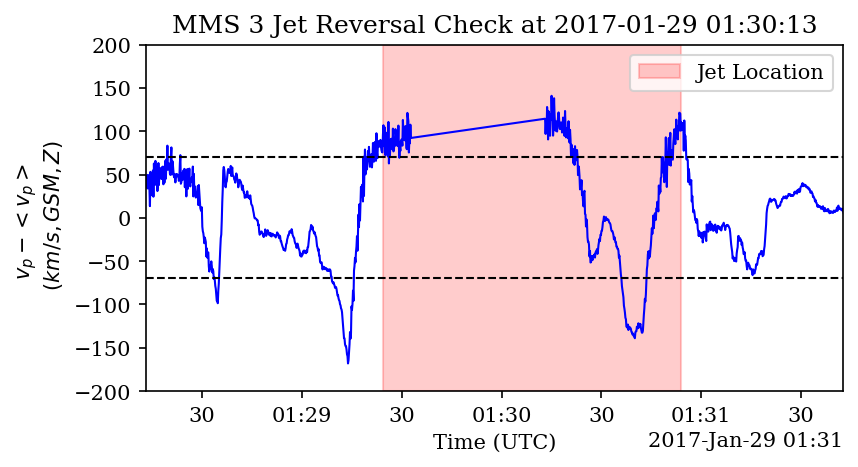 MMS 3 Jet Reversal Check at 2017-01-29 01:30:13
200
150
100
50
0
−50
−100
−150
−200
v_p − < v_p >
(km/s, GSM, Z)
Jet Location
30
01:29
30
01:30
30
01:31
30
Time (UTC)
2017-Jan-29 01:31